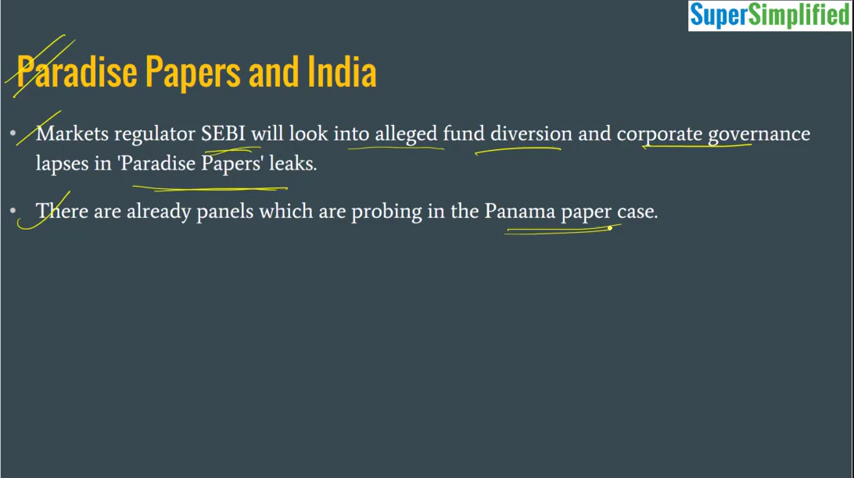 SuperSimplified
Paradise Papers and India
• Markets regulator SEBI will look into alleged fund diversion and corporate governance
lapses in 'Paradise Papers' leaks.
• There are already panels which are probing in the Panama paper case.